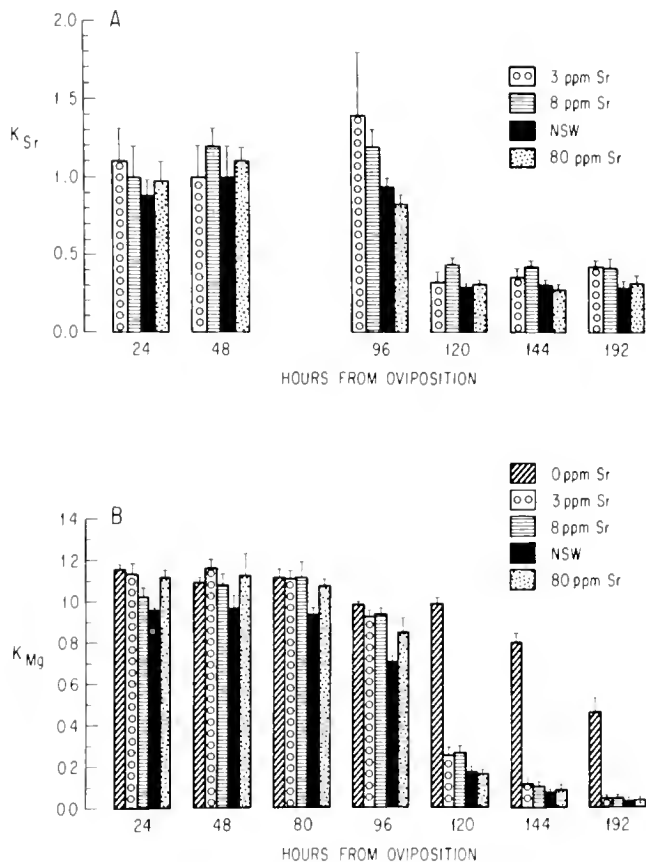 A
2.0
1.5
1.0
0.5
0.0
K Sr
3 ppm Sr
8 ppm Sr
NSW
80 ppm Sr
24 48 96 120 144 192
HOURS FROM OVIPOSITION
B
1.4
1.2
1.0
0.8
0.6
0.4
0.2
0.0
K Mg
0 ppm Sr
3 ppm Sr
8 ppm Sr
NSW
80 ppm Sr
24 48 80 96 120 144 192
HOURS FROM OVIPOSITION